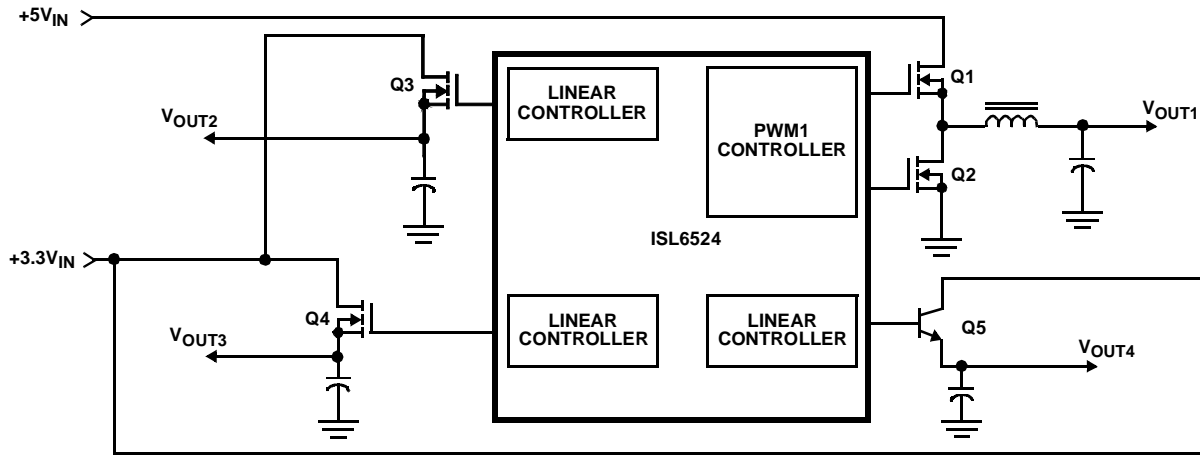 +5VIN
Q3
LINEAR
CONTROLLER
PWM1
CONTROLLER
Q1
VOUT2
VOUT1
Q2
ISL6524
+3.3VIN
Q4
LINEAR
CONTROLLER
LINEAR
CONTROLLER
Q5
VOUT3
VOUT4